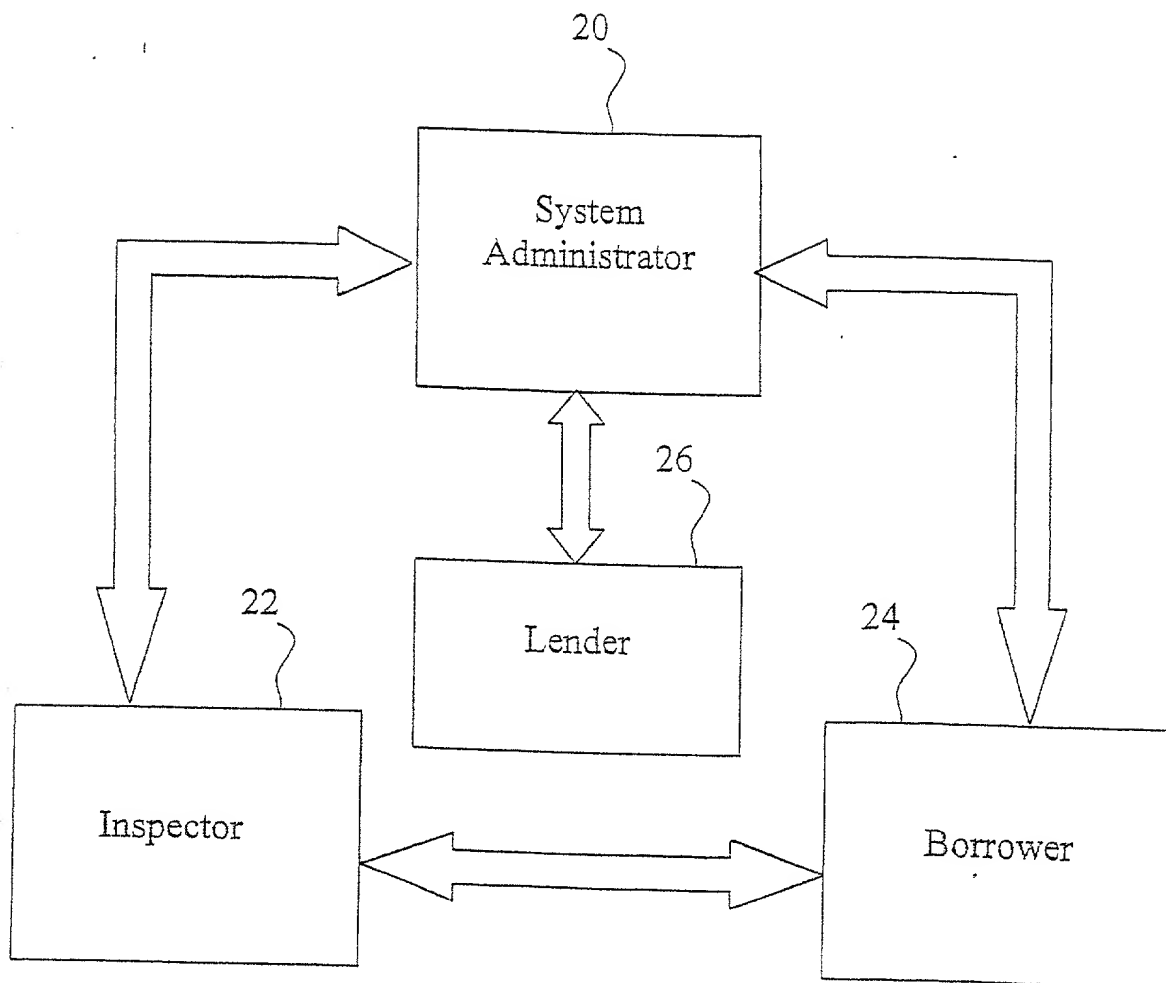 20
System
Administrator
26
Lender
22
Inspector
24
Borrower